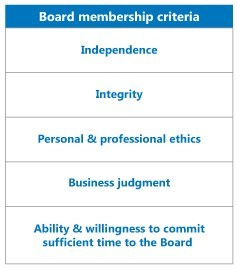 Board membership criteria
Independence
Integrity
Personal & professional ethics
Business judgment
Ability & willingness to commit
sufficient time to the Board